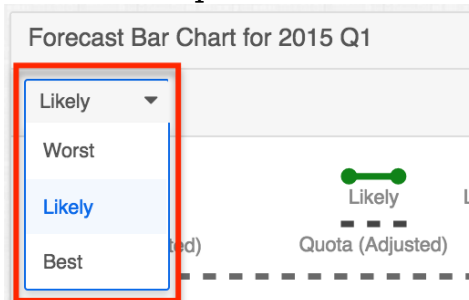 Forecast Bar Chart for 2015 Q1
Likely
Worst
Likely
Likely
Best
Quota (Adjusted)